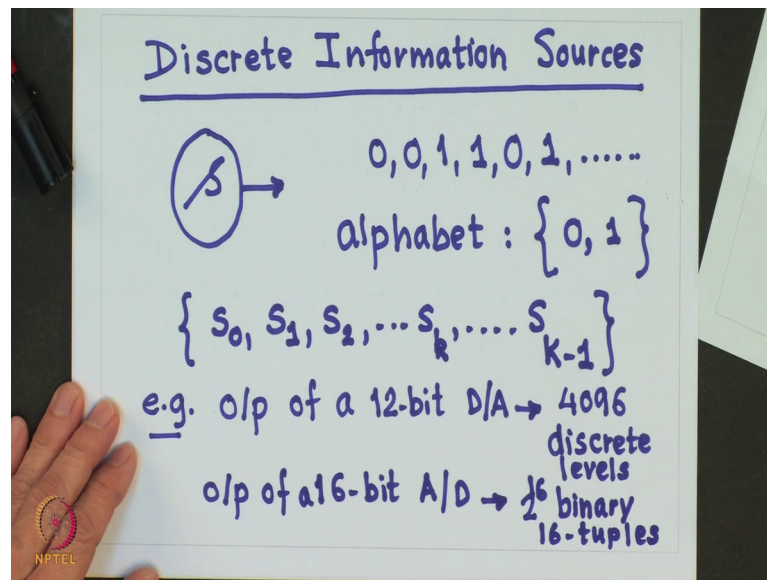 Discrete Information Sources
S
0, 0, 1, 1, 0, 1, ......
alphabet : { 0, 1 }
{ S0, S1, S2, ... Sk, .... SK-1 }
e.g. o/p of a 12-bit D/A → 4096
discrete
levels
o/p of a 16-bit A/D → 2^16 binary
16-tuples
NPTEL